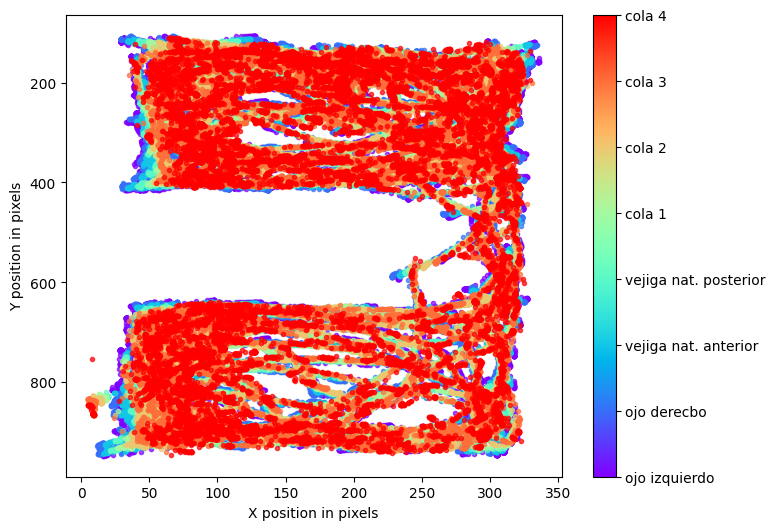 Y position in pixels
200
400
600
800
0
50
100
150
200
250
300
350
X position in pixels
cola 4
cola 3
cola 2
cola 1
vejiga nat. posterior
vejiga nat. anterior
ojo derecbo
ojo izquierdo